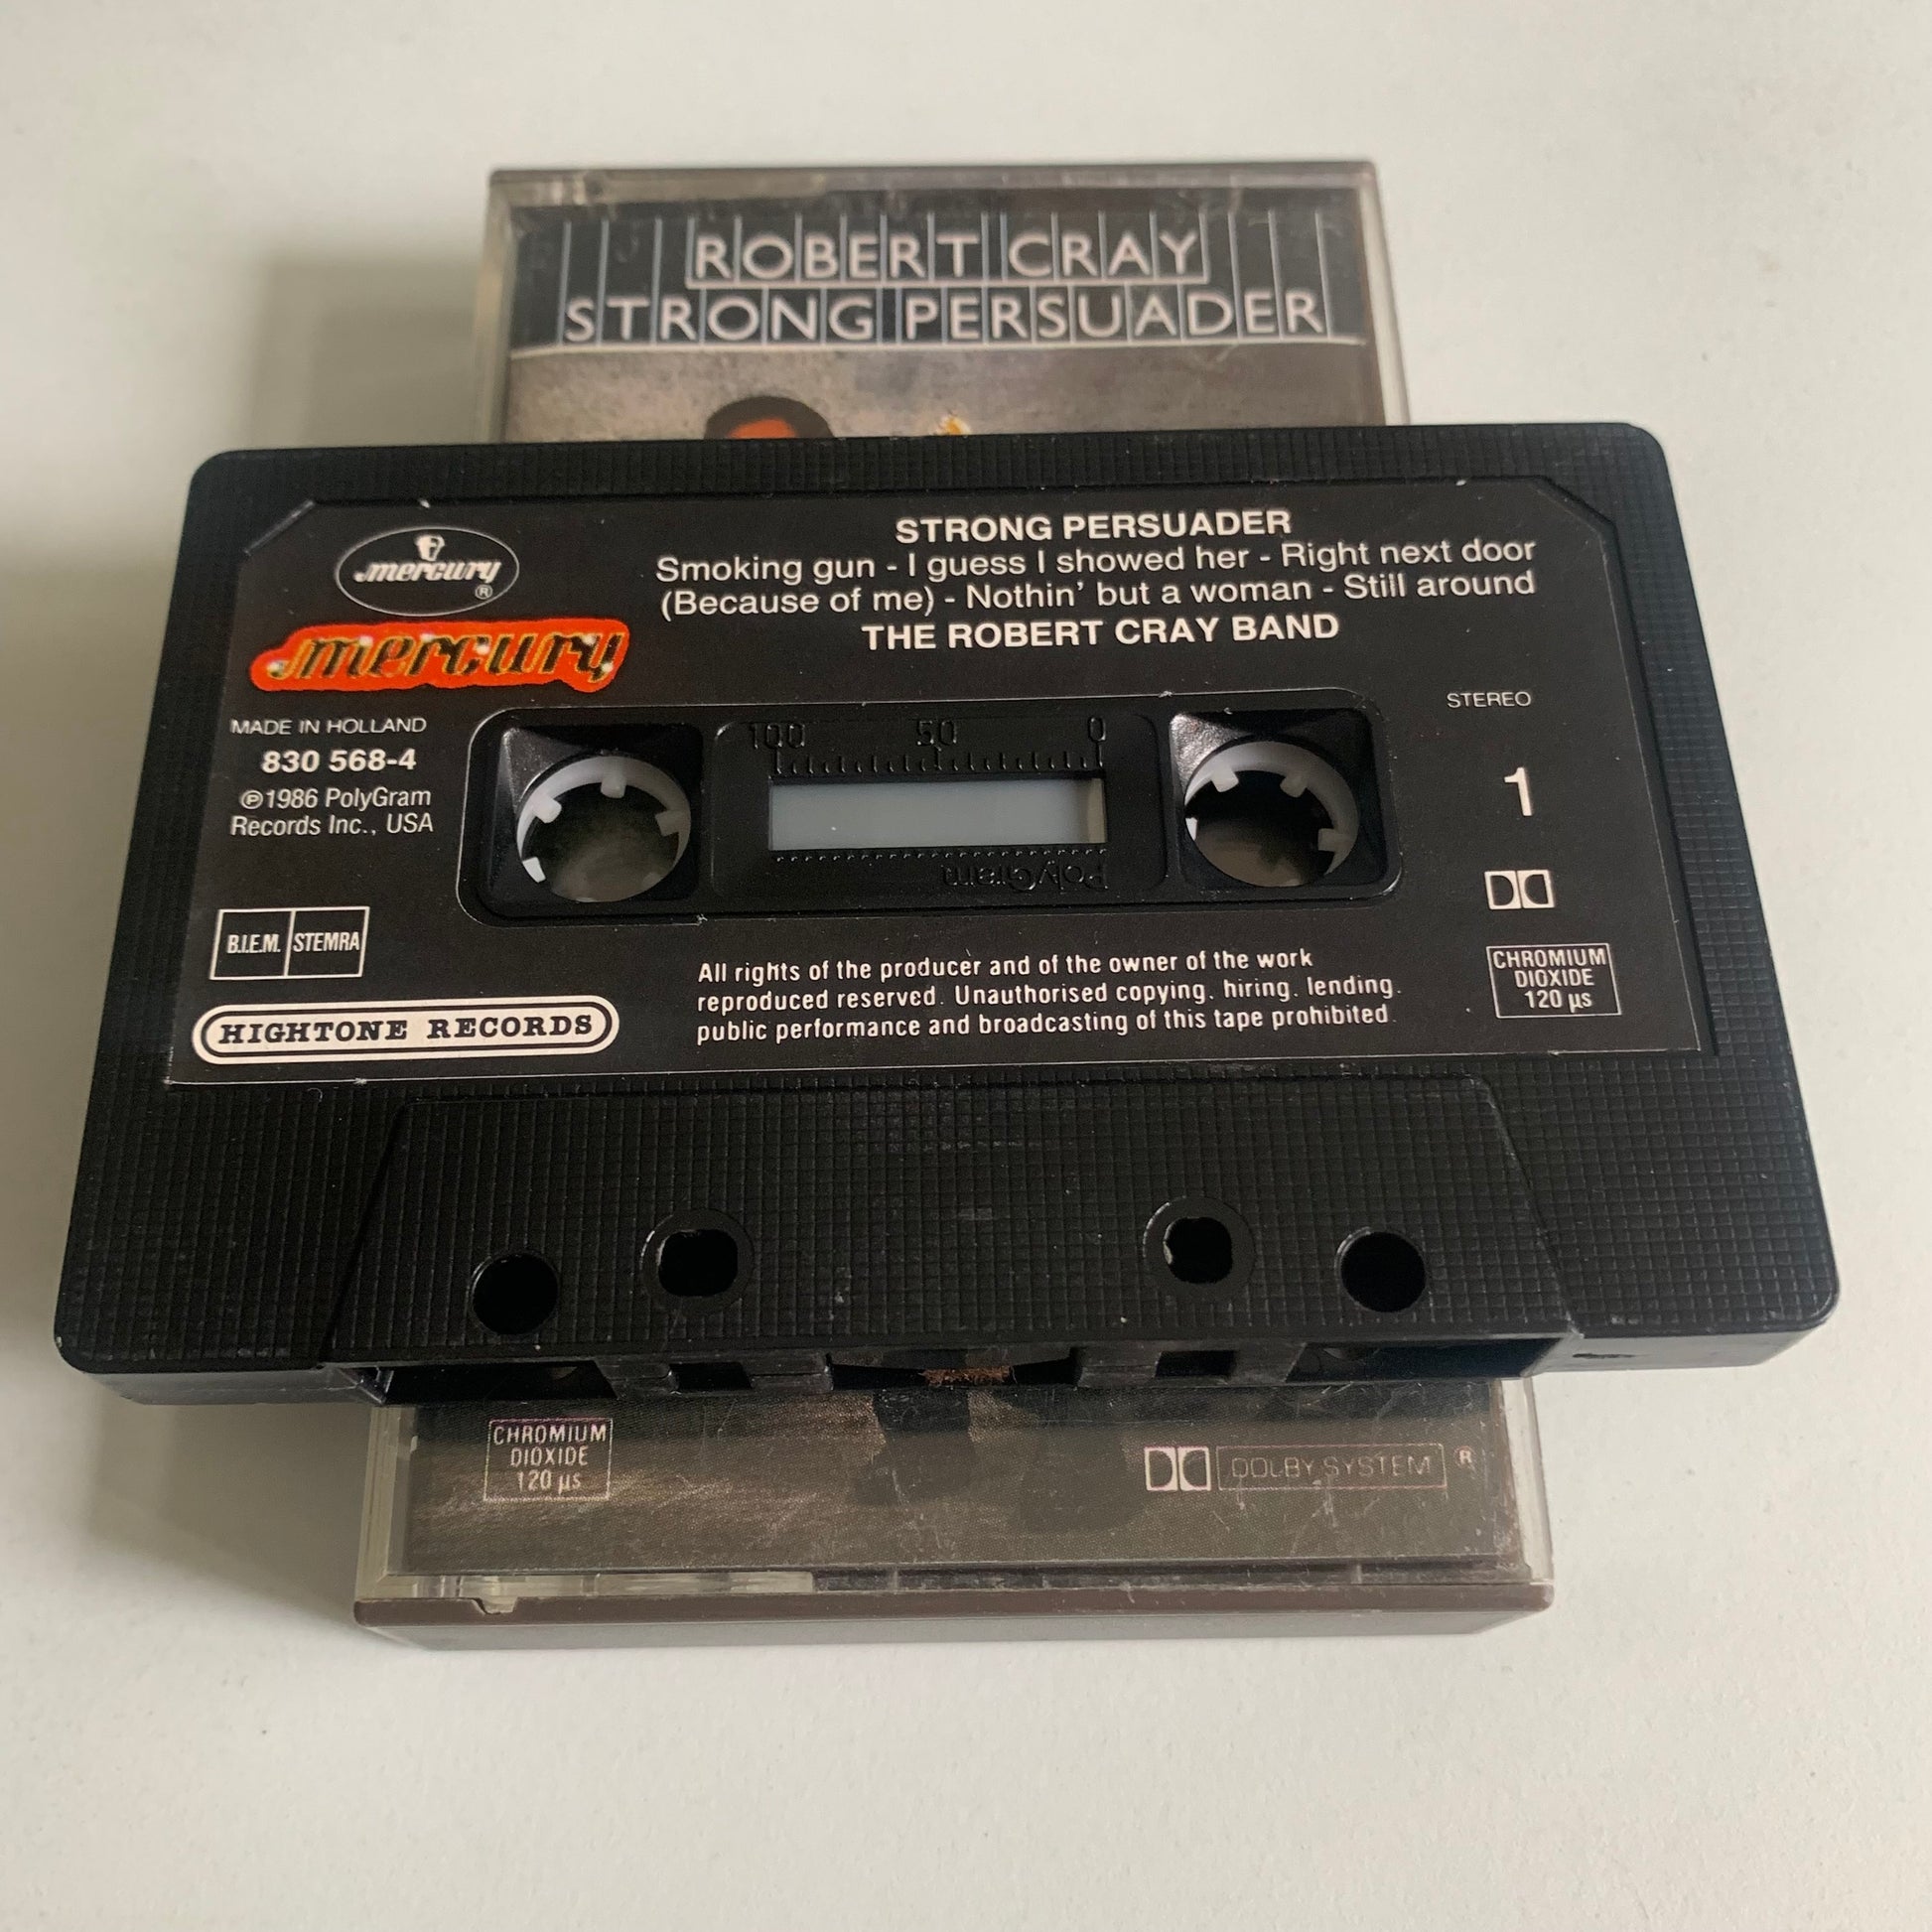 ROBERT CRAY
STRONG PERSUADER
mercury
®
mercury
STRONG PERSUADER
Smoking gun - I guess I showed her - Right next door
(Because of me) - Nothin' but a woman - Still around
THE ROBERT CRAY BAND
MADE IN HOLLAND
830 568-4
℗1986 PolyGram
Records Inc., USA
100 50 0
PolyGram
STEREO
1
B.I.E.M. STEMRA
HIGHTONE RECORDS
All rights of the producer and of the owner of the work
reproduced reserved. Unauthorised copying, hiring, lending,
public performance and broadcasting of this tape prohibited
CHROMIUM
DIOXIDE
120 µs
CHROMIUM
DIOXIDE
120 µs
DOLBY SYSTEM ®